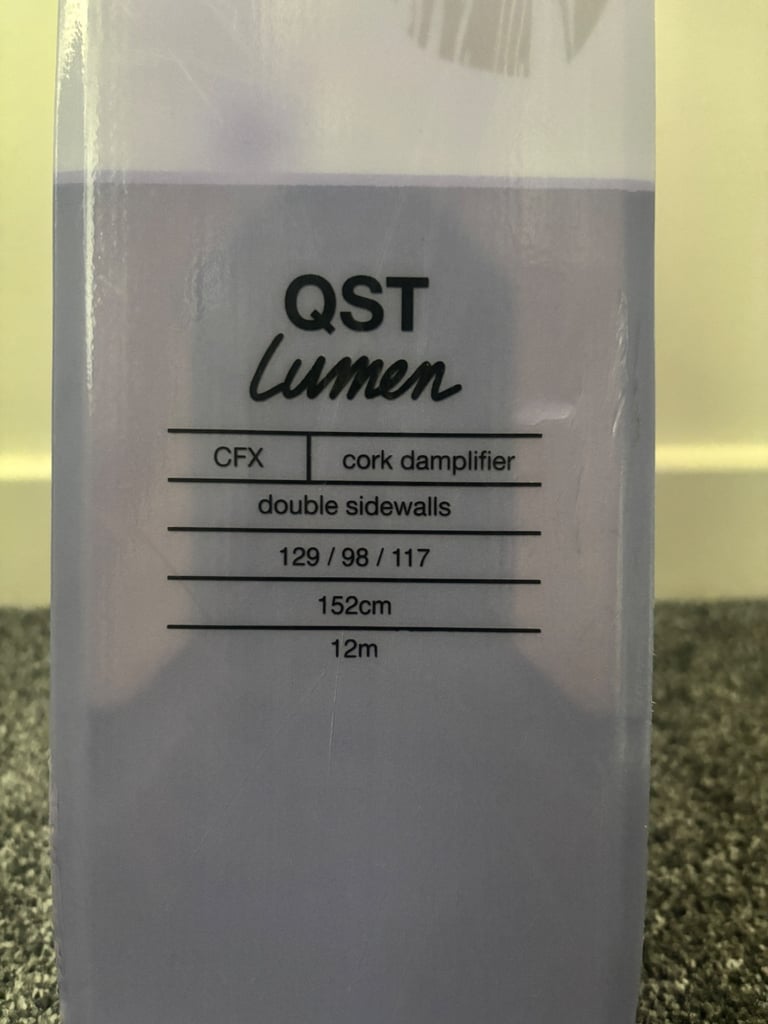 QST
Lumen
CFX cork damplifier
double sidewalls
129 / 98 / 117
152cm
12m